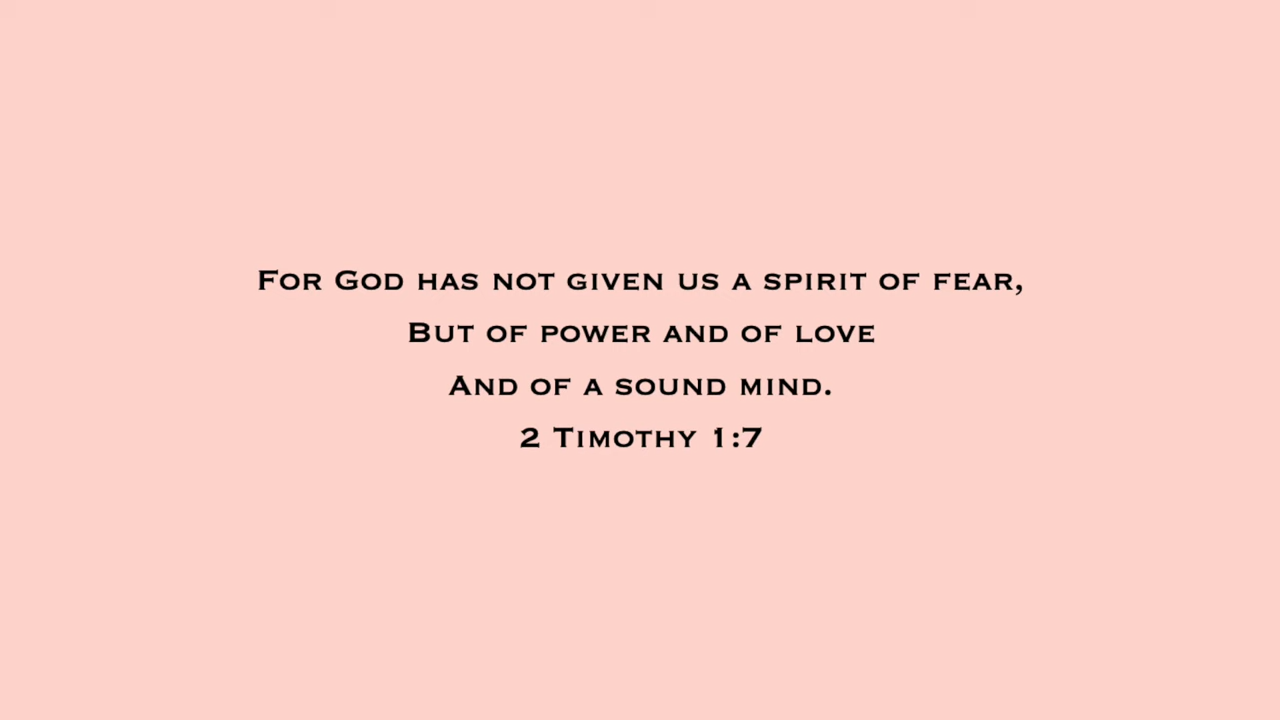 For God has not given us a spirit of fear,
But of power and of love
And of a sound mind.
2 Timothy 1:7